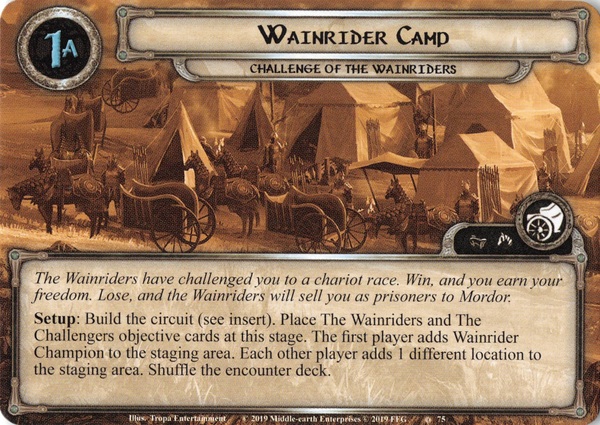 1A
Wainrider Camp
Challenge of the Wainriders
The Wainriders have challenged you to a chariot race. Win, and you earn your
freedom. Lose, and the Wainriders will sell you as prisoners to Mordor.
Setup: Build the circuit (see insert). Place The Wainriders and The
Challengers objective cards at this stage. The first player adds Wainrider
Champion to the staging area. Each other player adds 1 different location to
the staging area. Shuffle the encounter deck.
Illus. Tropa Entertainment © 2019 Middle-earth Enterprises © 2019 FFG 75